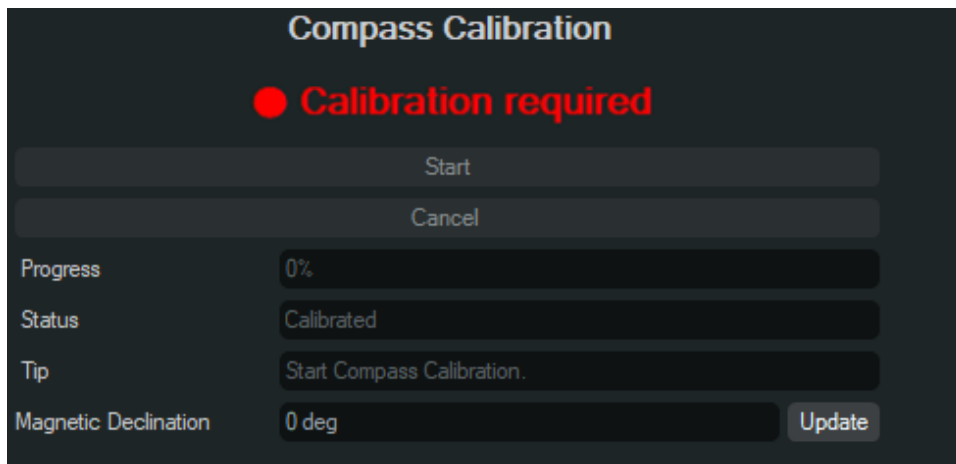 Compass Calibration
Calibration required
Start
Cancel
Progress 0%
Status Calibrated
Tip Start Compass Calibration.
Magnetic Declination 0 deg Update